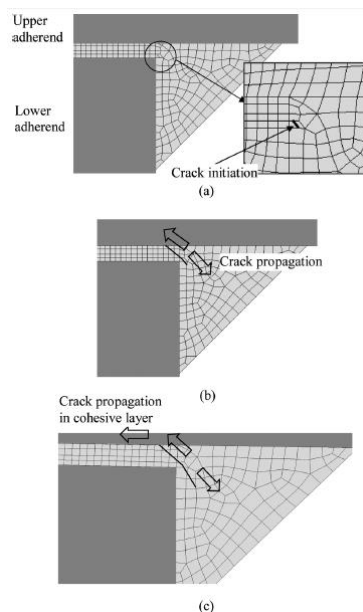 Upper
adherend
Lower
adherend
Crack initiation
(a)
Crack
propagation
(b)
Crack propagation
in cohesive layer
(c)